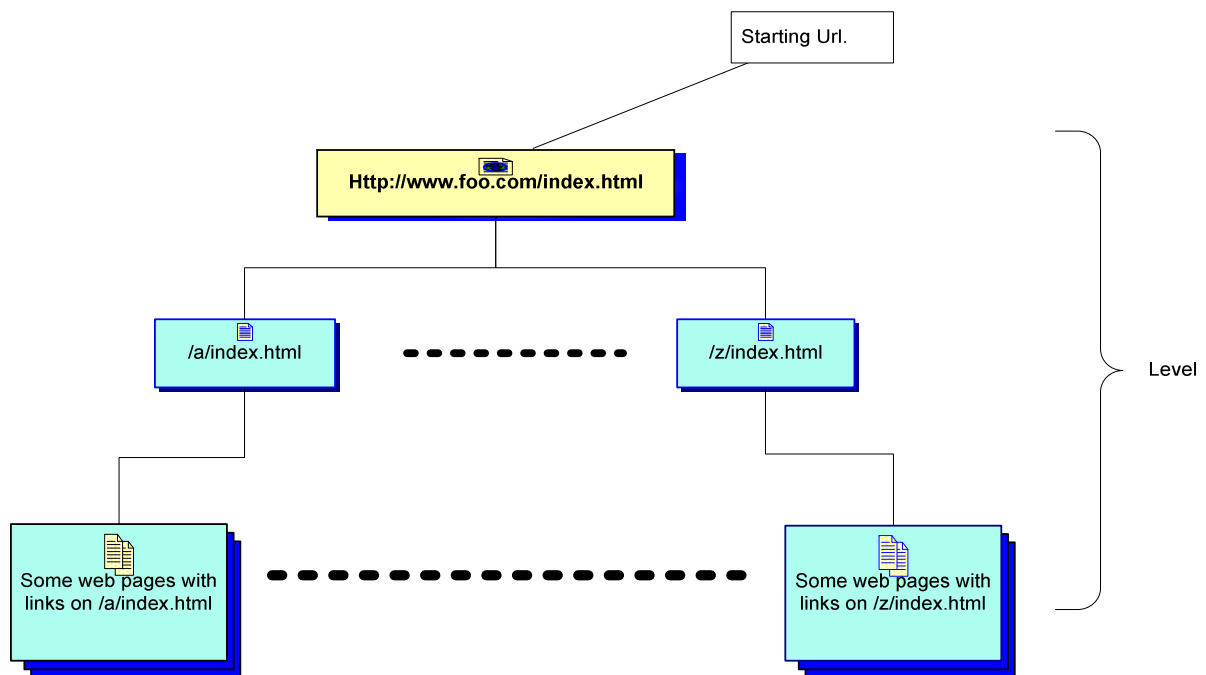 Starting Url.
Http://www.foo.com/index.html
/a/index.html
/z/index.html
Level
Some web pages with
links on /a/index.html
Some web pages with
links on /z/index.html